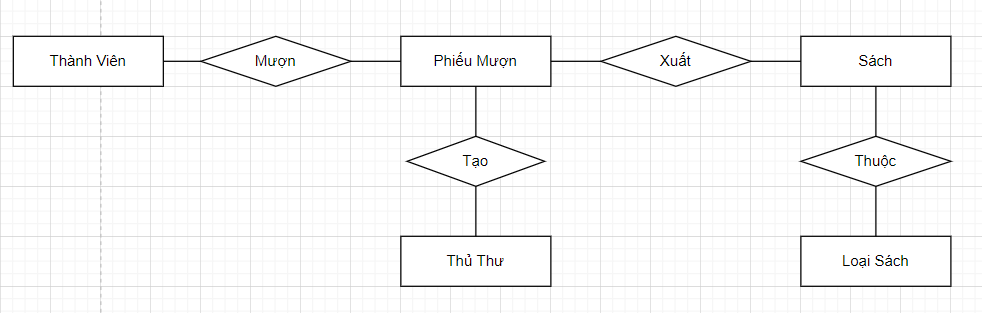 Thành Viên
Mượn
Phiếu Mượn
Xuất
Sách
Tạo
Thuộc
Thủ Thư
Loại Sách